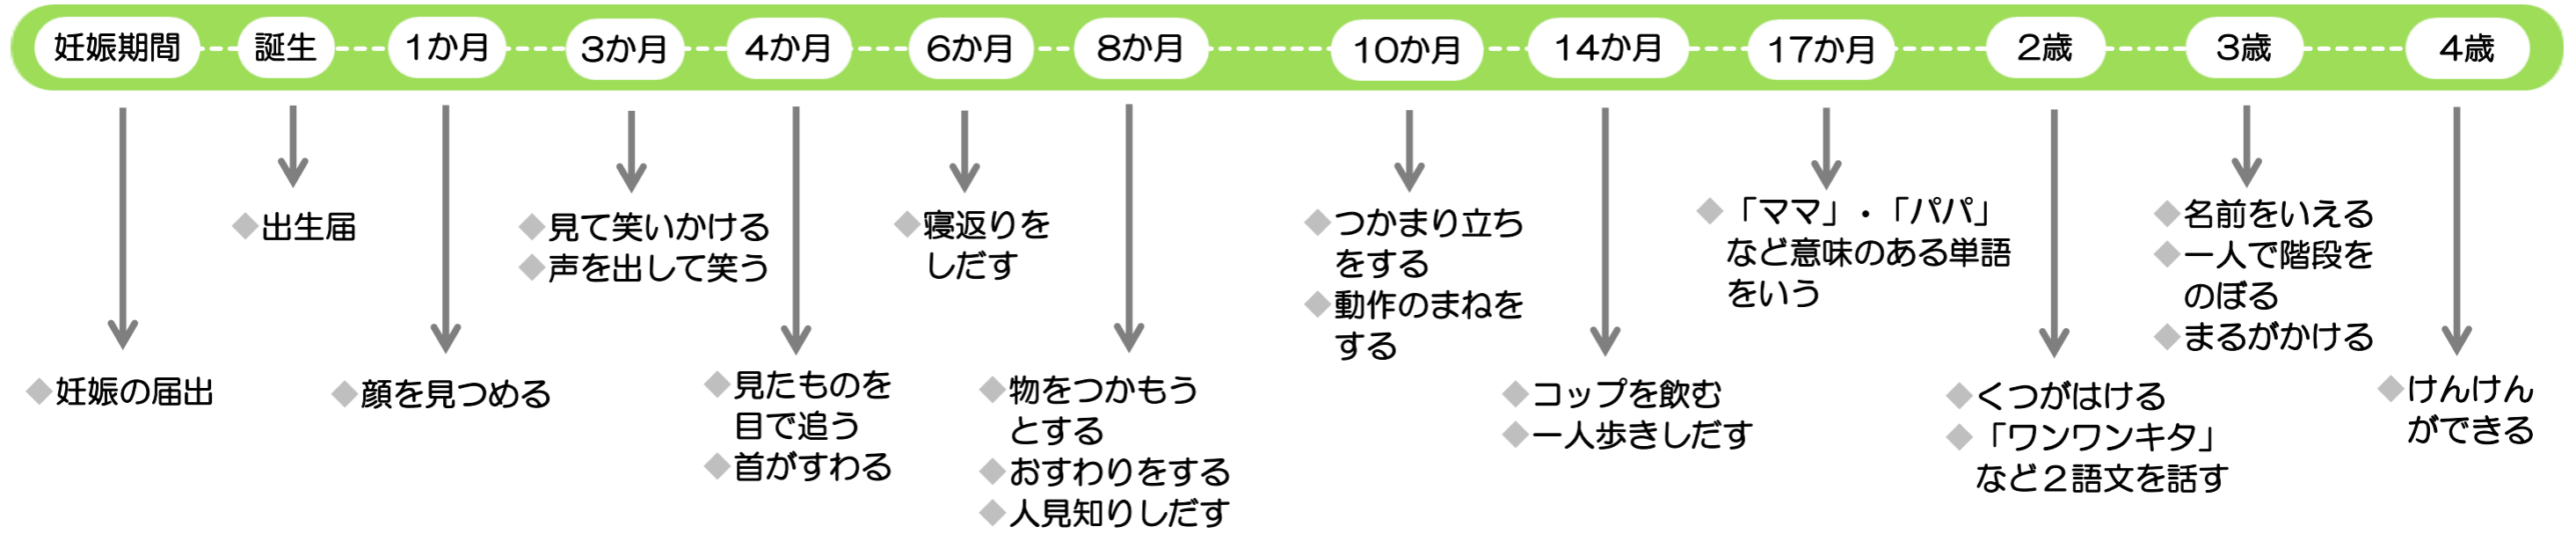 妊娠期間
誕生
1か月
3か月
4か月
6か月
8か月
10か月
14か月
17か月
2歳
3歳
4歳
◆妊娠の届出
◆出生届
◆顔を見つめる
◆見て笑いかける
◆声を出して笑う
◆見たものを
目で追う
◆首がすわる
◆寝返りを
しだす
◆物をつかもう
とする
◆おすわりをする
◆人見知りしだす
◆つかまり立ち
をする
◆動作のまねを
する
◆コップを飲む
◆一人歩きしだす
◆「ママ」・「パパ」
など意味のある単語
をいう
◆くつがはける
◆「ワンワンキタ」
など２語文を話す
◆名前をいえる
◆一人で階段を
のぼる
◆まるがかける
◆けんけん
ができる